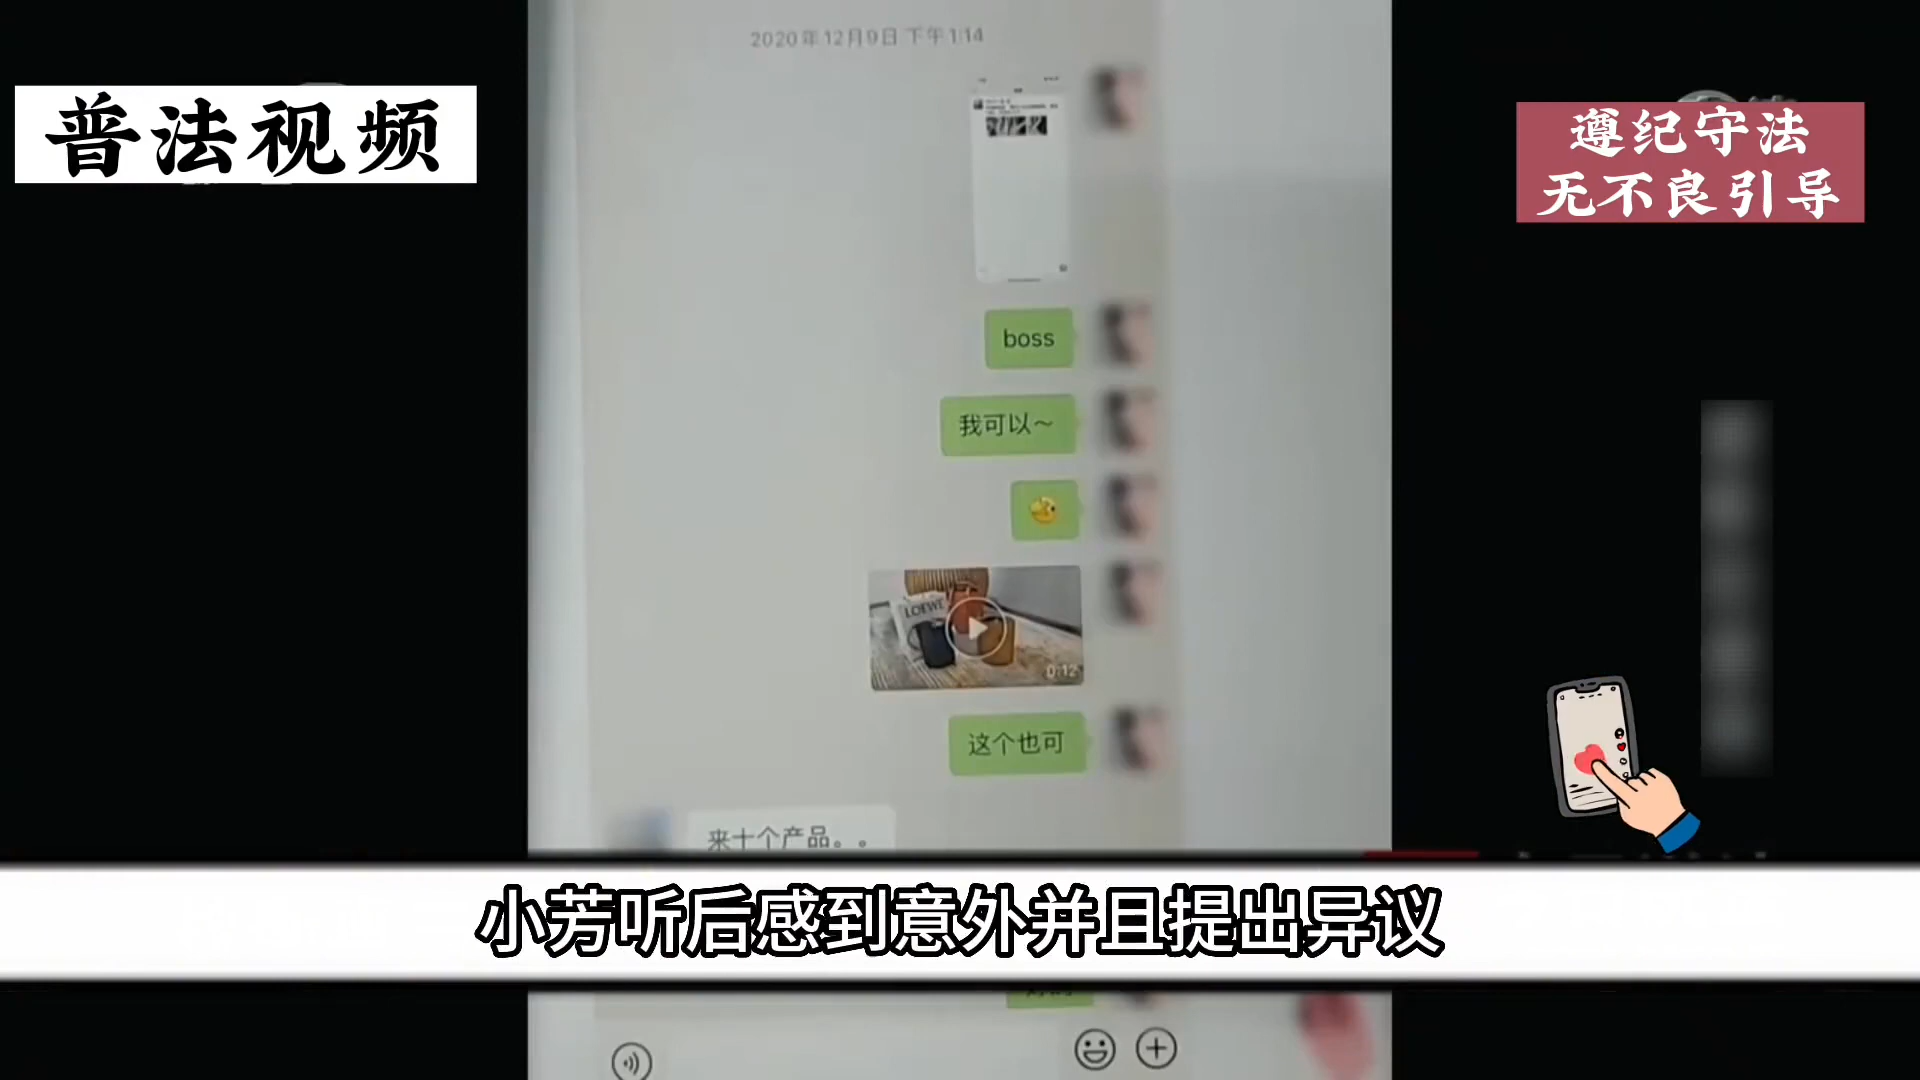 2020年12月9日 下午1:14
普法视频
遵纪守法
无不良引导
boss
我可以～
LOEWE
0:12
这个也可
来十个产品。。
小芳听后感到意外并且提出异议